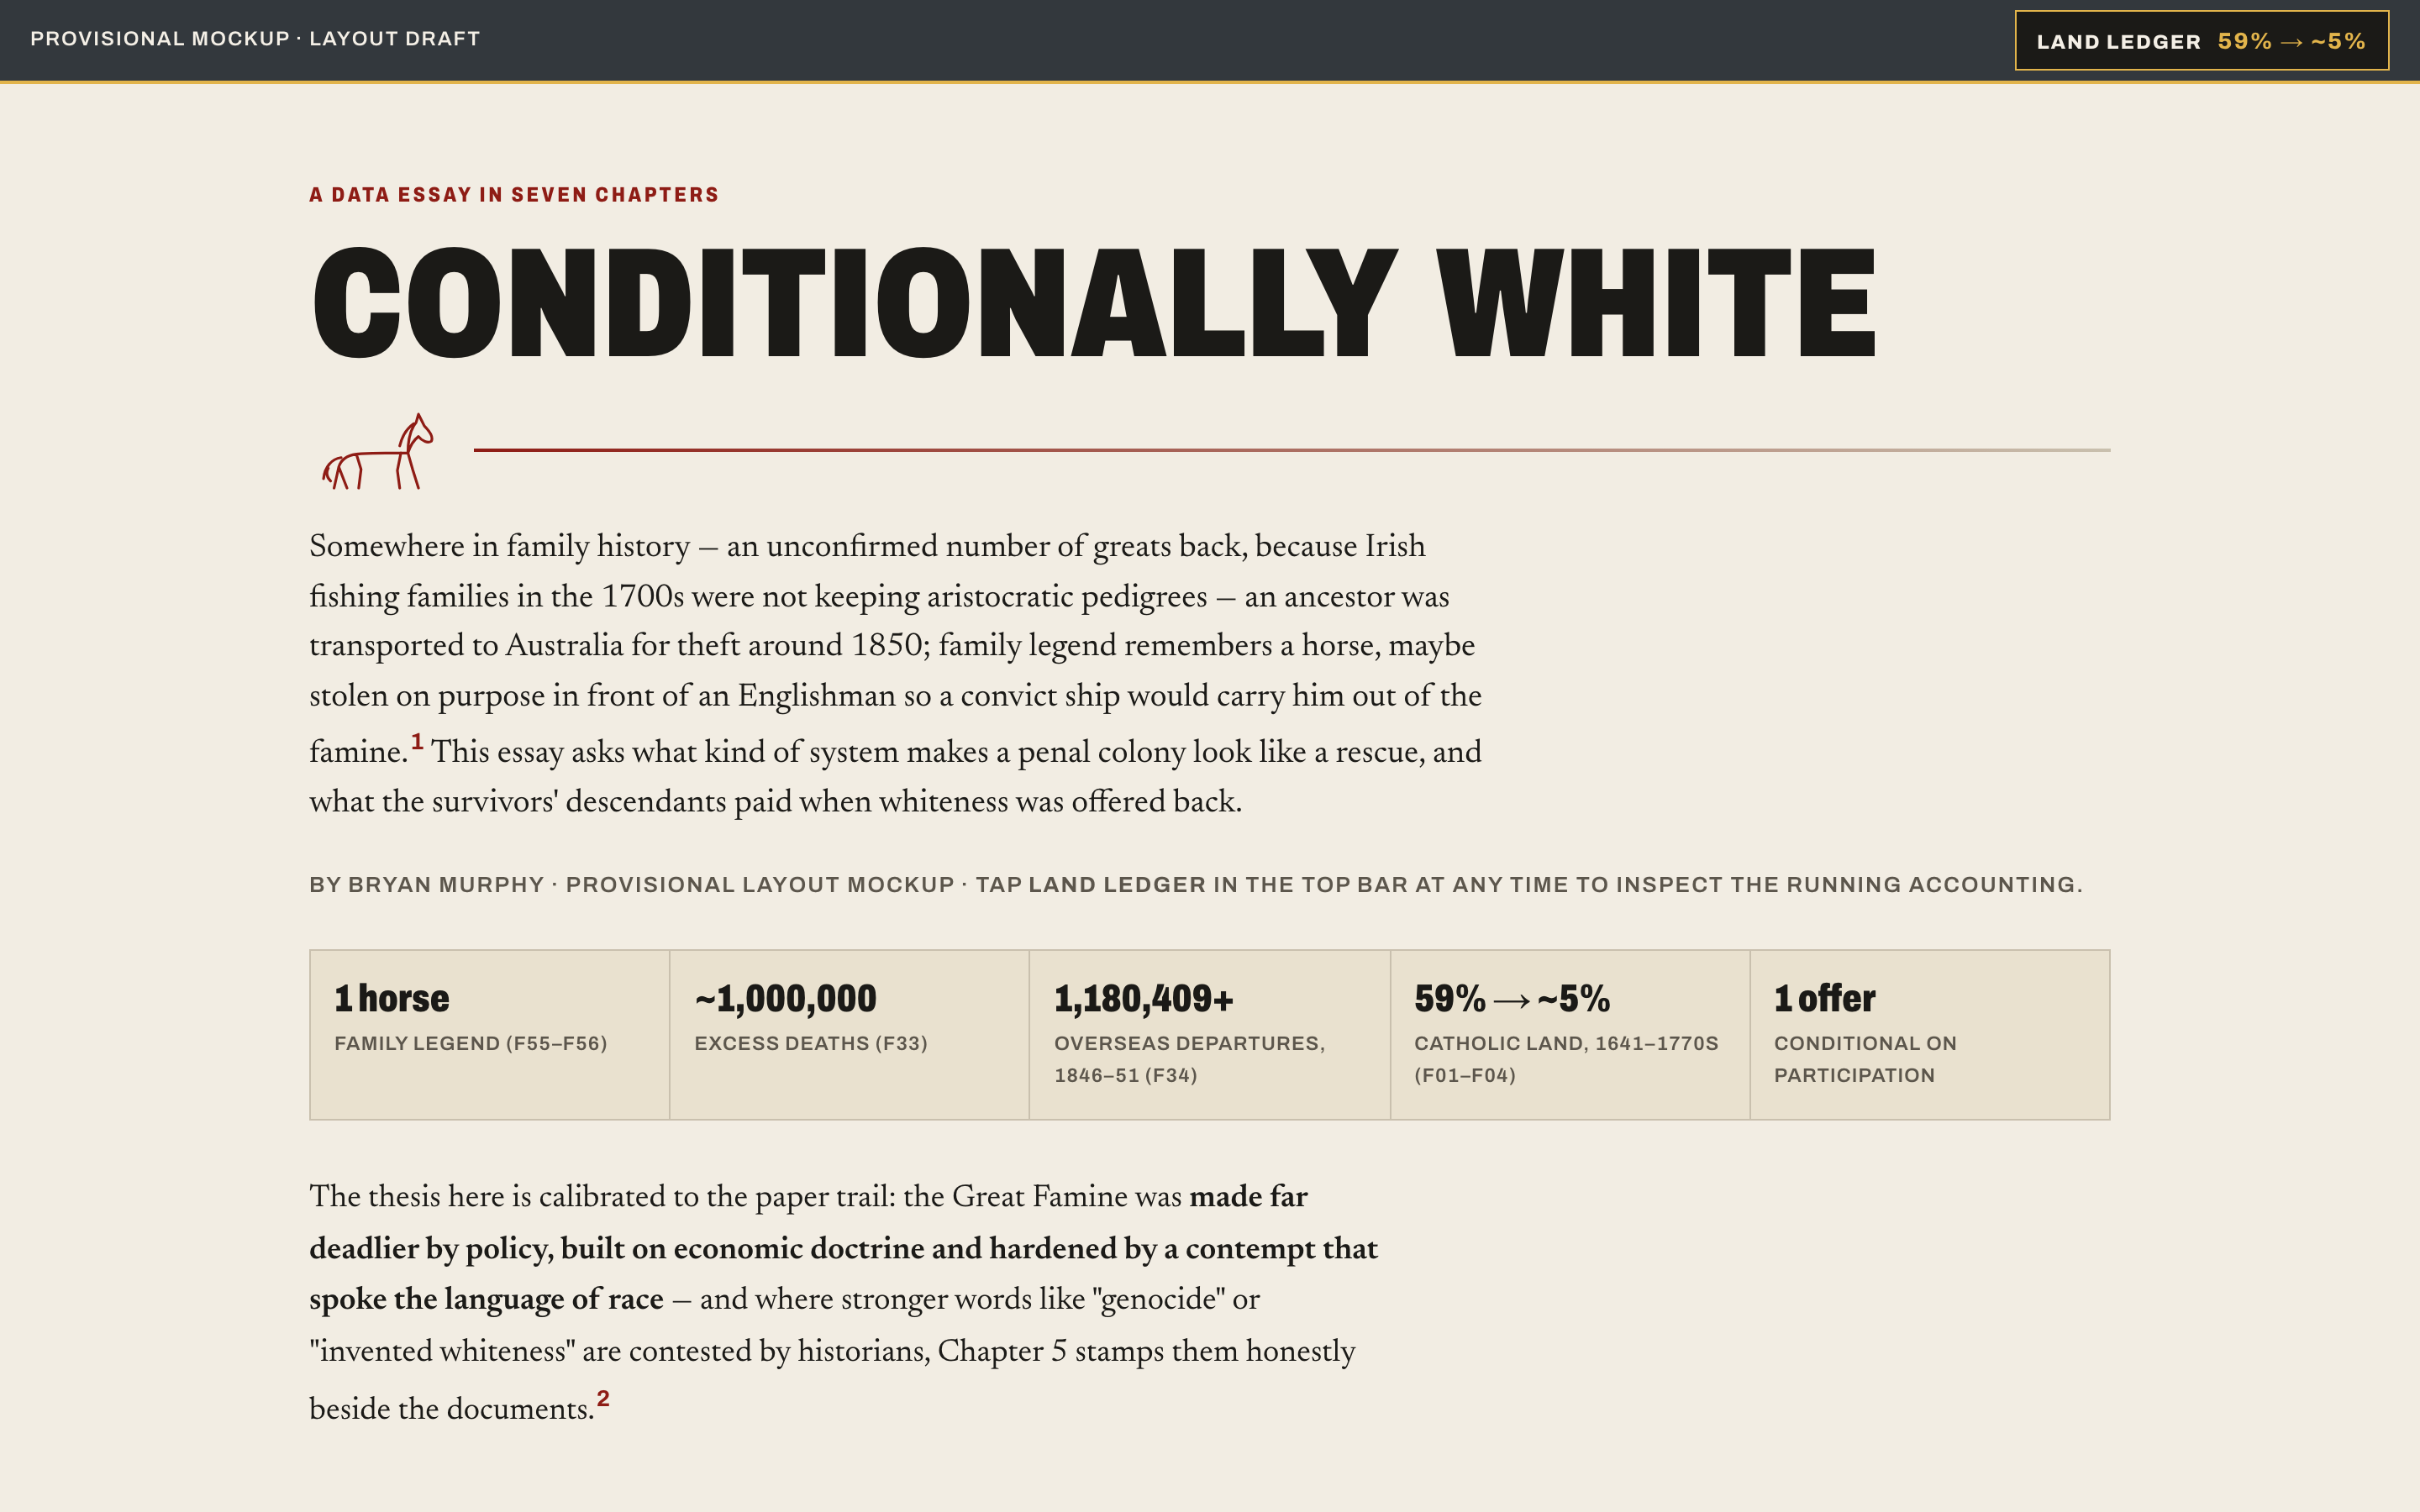 PROVISIONAL MOCKUP · LAYOUT DRAFT
LAND LEDGER 59% → ~5%
A DATA ESSAY IN SEVEN CHAPTERS
CONDITIONALLY WHITE
Somewhere in family history – an unconfirmed number of greats back, because Irish
fishing families in the 1700s were not keeping aristocratic pedigrees – an ancestor was
transported to Australia for theft around 1850; family legend remembers a horse, maybe
stolen on purpose in front of an Englishman so a convict ship would carry him out of the
famine.1 This essay asks what kind of system makes a penal colony look like a rescue, and
what the survivors' descendants paid when whiteness was offered back.
BY BRYAN MURPHY · PROVISIONAL LAYOUT MOCKUP · TAP LAND LEDGER IN THE TOP BAR AT ANY TIME TO INSPECT THE RUNNING ACCOUNTING.
1 horse
FAMILY LEGEND (F55–F56)
~1,000,000
EXCESS DEATHS (F33)
1,180,409+
OVERSEAS DEPARTURES,
1846–51 (F34)
59% → ~5%
CATHOLIC LAND, 1641–1770S
(F01–F04)
1 offer
CONDITIONAL ON
PARTICIPATION
The thesis here is calibrated to the paper trail: the Great Famine was made far
deadlier by policy, built on economic doctrine and hardened by a contempt that
spoke the language of race – and where stronger words like "genocide" or
"invented whiteness" are contested by historians, Chapter 5 stamps them honestly
beside the documents.2